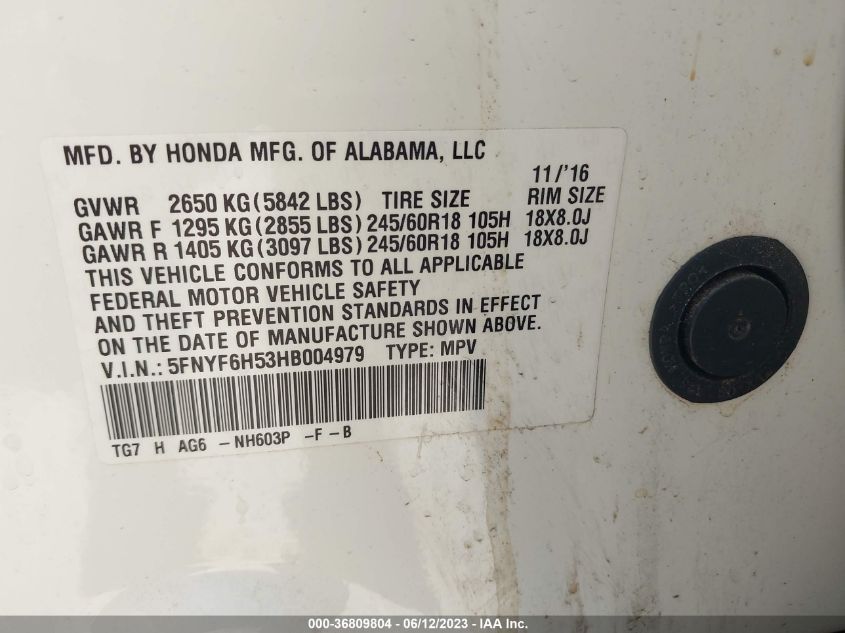 MFD. BY HONDA MFG. OF ALABAMA, LLC
11/'16
GVWR 2650 KG (5842 LBS) TIRE SIZE RIM SIZE
GAWR F 1295 KG (2855 LBS) 245/60R18 105H 18X8.0J
GAWR R 1405 KG (3097 LBS) 245/60R18 105H 18X8.0J
THIS VEHICLE CONFORMS TO ALL APPLICABLE
FEDERAL MOTOR VEHICLE SAFETY
AND THEFT PREVENTION STANDARDS IN EFFECT
ON THE DATE OF MANUFACTURE SHOWN ABOVE.
V.I.N.: 5FNYF6H53HB004979 TYPE: MPV
TG7 H AG6 -NH603P -F-B
HONDA
000-36809804 - 06/12/2023 - IAA Inc.